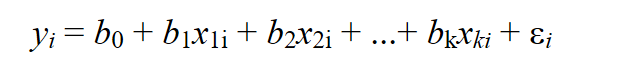 yᵢ = b₀ + b₁x₁ᵢ + b₂x₂ᵢ + ...+ bₖxₖᵢ + εᵢ